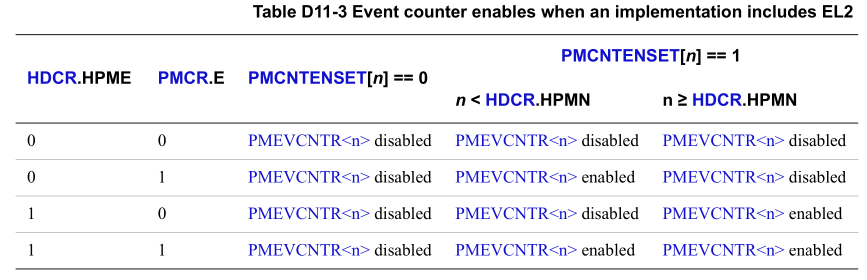 Table D11-3 Event counter enables when an implementation includes EL2
PMCNTENSET[n] == 1
HDCR.HPME PMCR.E PMCNTENSET[n] == 0
n < HDCR.HPMN n ≥ HDCR.HPMN
0 0 PMEVCNTR<n> disabled PMEVCNTR<n> disabled PMEVCNTR<n> disabled
0 1 PMEVCNTR<n> disabled PMEVCNTR<n> enabled PMEVCNTR<n> disabled
1 0 PMEVCNTR<n> disabled PMEVCNTR<n> disabled PMEVCNTR<n> enabled
1 1 PMEVCNTR<n> disabled PMEVCNTR<n> enabled PMEVCNTR<n> enabled